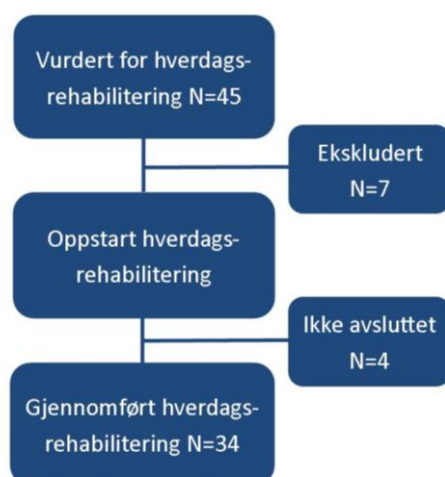 Vurdert for hverdags-
rehabilitering N=45
Ekskludert
N=7
Oppstart hverdags-
rehabilitering
Ikke avsluttet
N=4
Gjennomført hverdags-
rehabilitering N=34